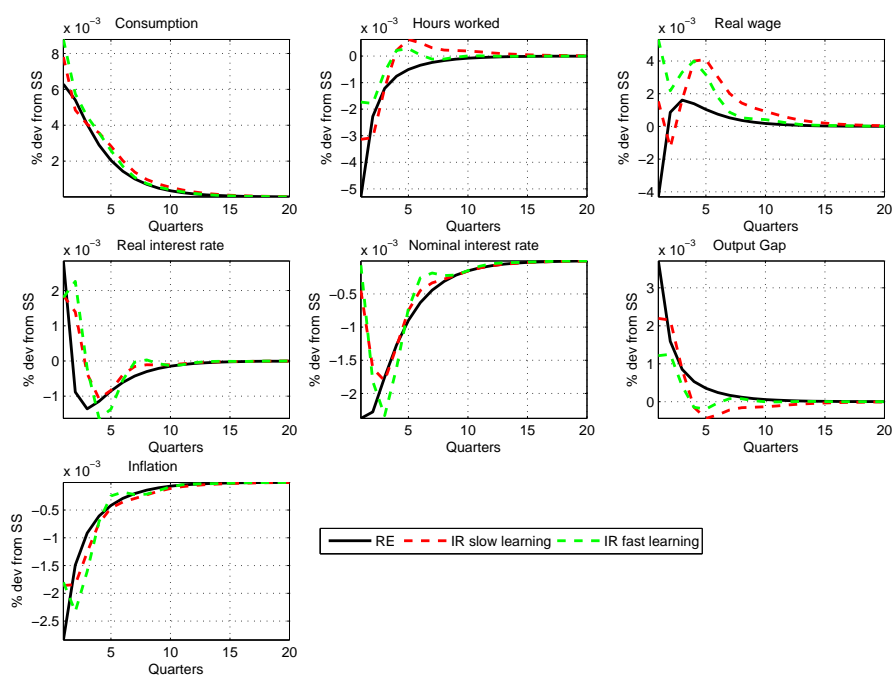 x 10⁻³
Consumption
% dev from SS
8
6
4
2
5 10 15 20
Quarters
x 10⁻³
Hours worked
% dev from SS
0
−1
−2
−3
−4
−5
5 10 15 20
Quarters
x 10⁻³
Real wage
% dev from SS
4
2
0
−2
−4
5 10 15 20
Quarters
x 10⁻³
Real interest rate
% dev from SS
2
1
0
−1
5 10 15 20
Quarters
x 10⁻³
Nominal interest rate
% dev from SS
−0.5
−1
−1.5
−2
5 10 15 20
Quarters
x 10⁻³
Output Gap
% dev from SS
3
2
1
0
5 10 15 20
Quarters
x 10⁻³
Inflation
% dev from SS
−0.5
−1
−1.5
−2
−2.5
5 10 15 20
Quarters
RE IR slow learning IR fast learning